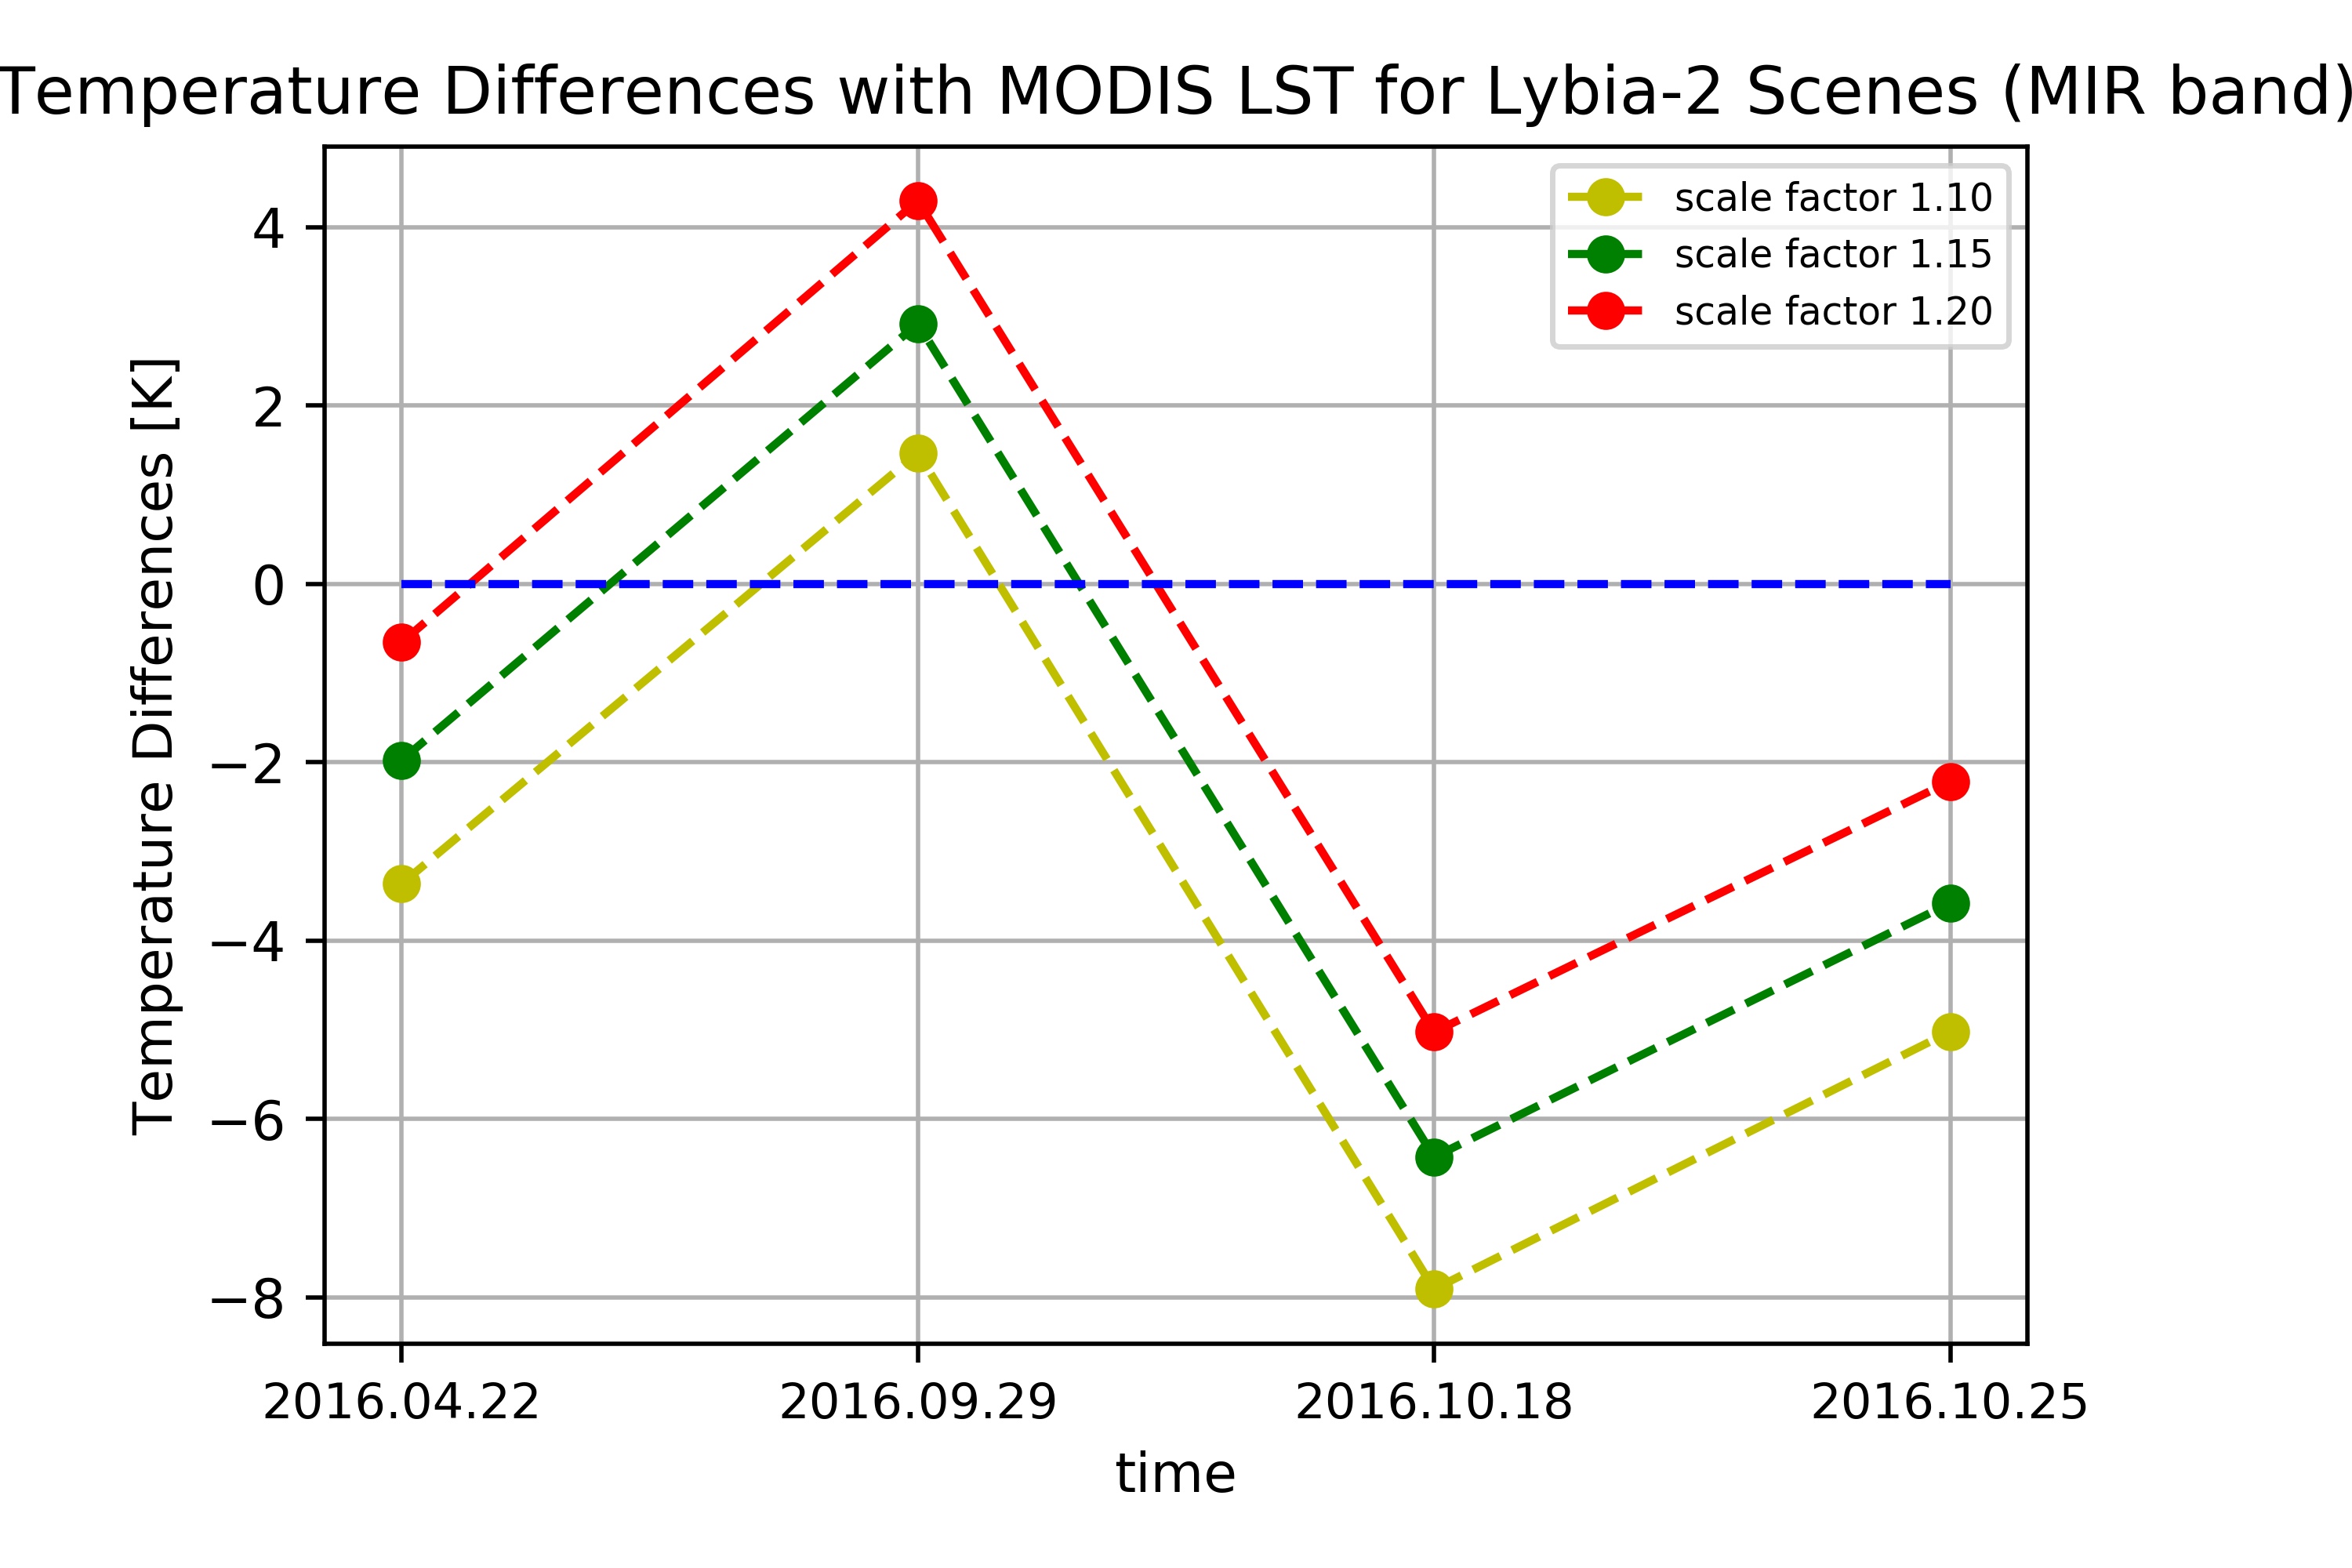 Temperature Differences with MODIS LST for Lybia-2 Scenes (MIR band)
scale factor 1.10
scale factor 1.15
scale factor 1.20
Temperature Differences [K]
4
2
0
−2
−4
−6
−8
2016.04.22 2016.09.29 2016.10.18 2016.10.25
time